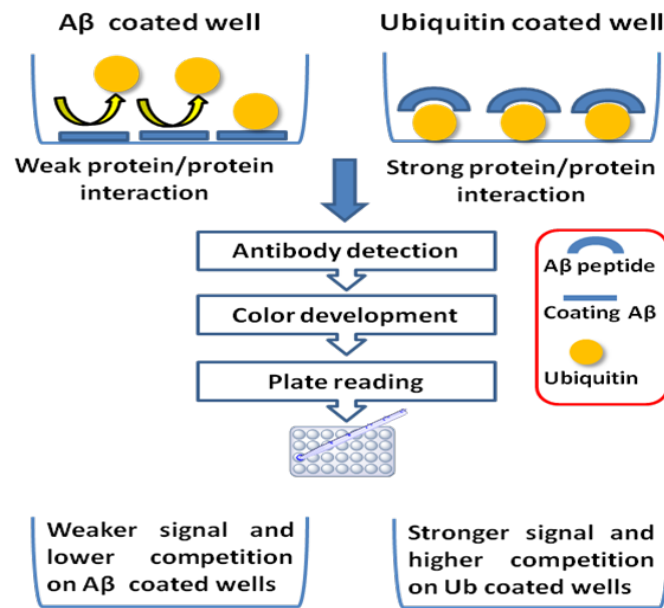 Aβ coated well
Ubiquitin coated well
Weak protein/protein
interaction
Strong protein/protein
interaction
Antibody detection
Color development
Plate reading
Aβ peptide
Coating Aβ
Ubiquitin
Weaker signal and
lower competition
on Aβ coated wells
Stronger signal and
higher competition
on Ub coated wells